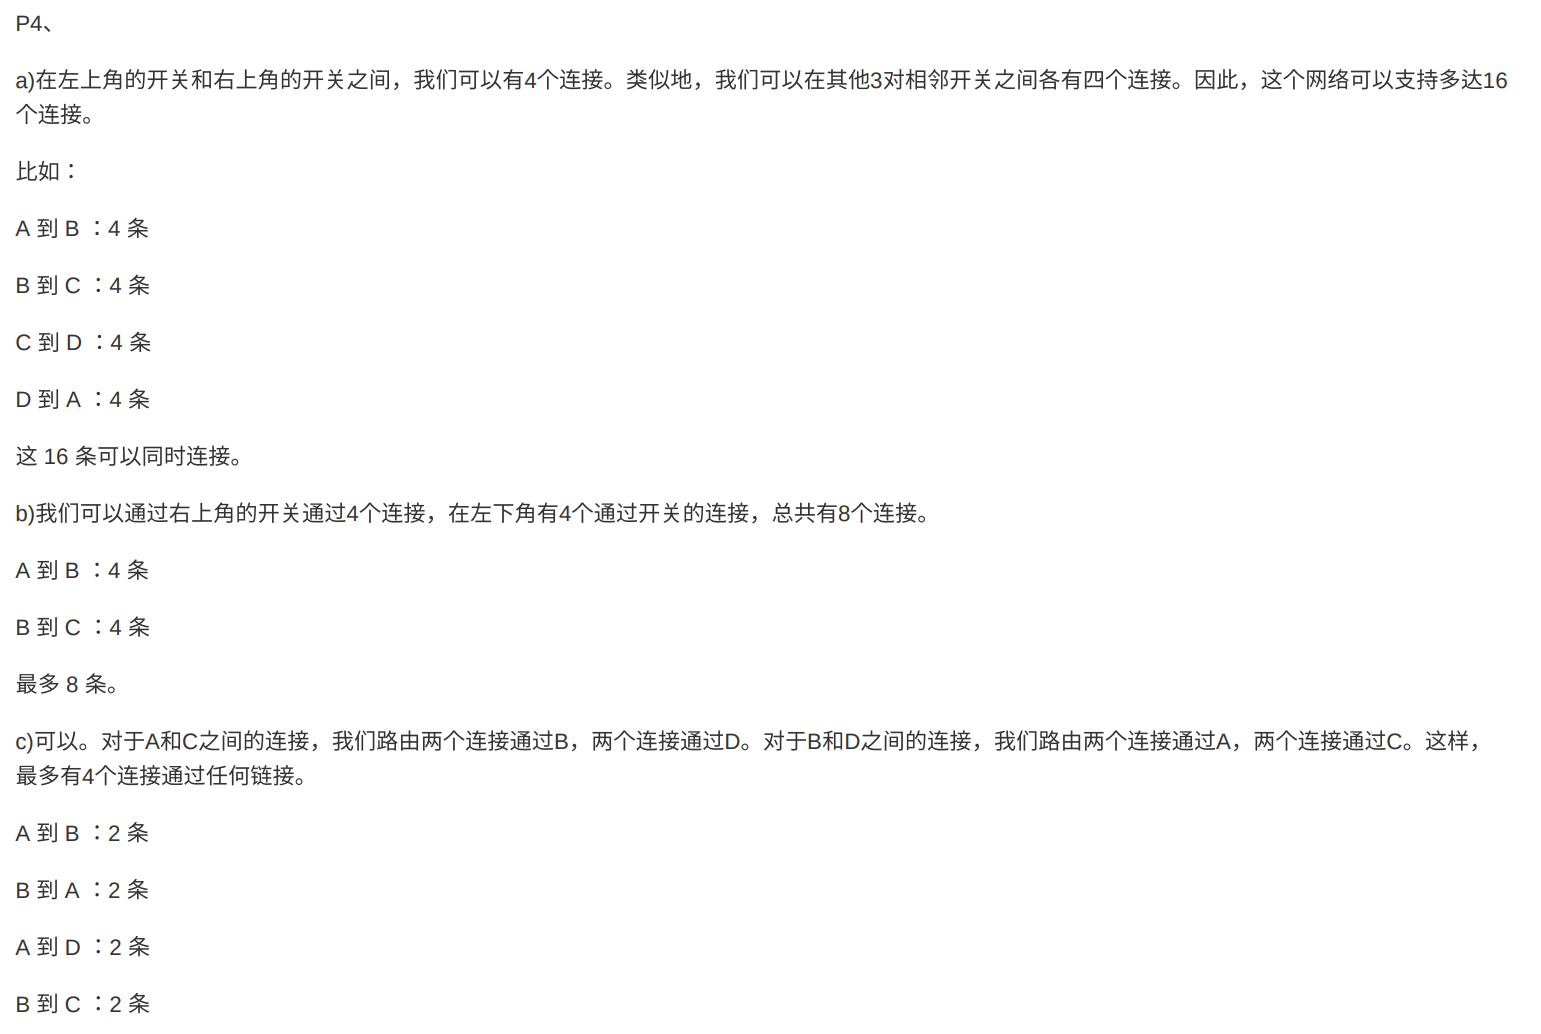 P4、
a)在左上角的开关和右上角的开关之间，我们可以有4个连接。类似地，我们可以在其他3对相邻开关之间各有四个连接。因此，这个网络可以支持多达16
个连接。
比如：
A 到 B ：4 条
B 到 C ：4 条
C 到 D ：4 条
D 到 A ：4 条
这 16 条可以同时连接。
b)我们可以通过右上角的开关通过4个连接，在左下角有4个通过开关的连接，总共有8个连接。
A 到 B ：4 条
B 到 C ：4 条
最多 8 条。
c)可以。对于A和C之间的连接，我们路由两个连接通过B，两个连接通过D。对于B和D之间的连接，我们路由两个连接通过A，两个连接通过C。这样，
最多有4个连接通过任何链接。
A 到 B ：2 条
B 到 A ：2 条
A 到 D ：2 条
B 到 C ：2 条